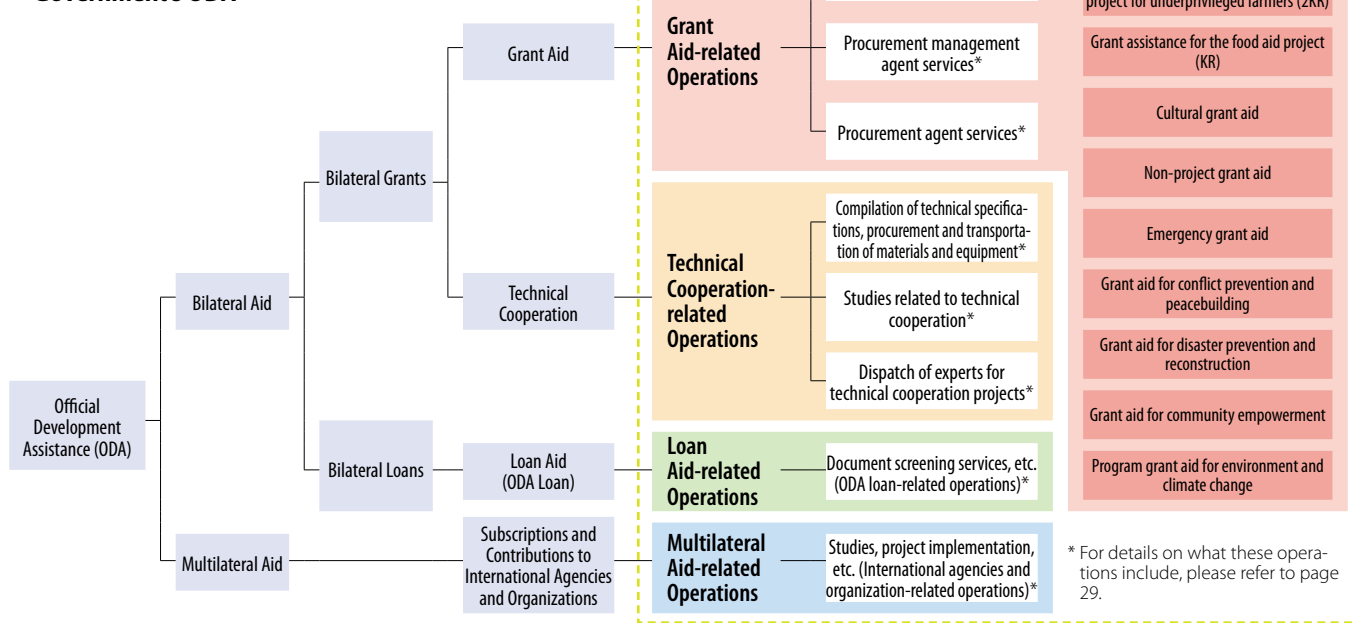 project for underprivileged farmers (2KR)
Grant Aid
Grant
Aid-related
Operations
Procurement management
agent services*
Procurement agent services*
Grant assistance for the food aid project
(KR)
Cultural grant aid
Non-project grant aid
Emergency grant aid
Grant aid for conflict prevention and
peacebuilding
Grant aid for disaster prevention and
reconstruction
Grant aid for community empowerment
Program grant aid for environment and
climate change
Bilateral Grants
Technical
Cooperation
Technical
Cooperation-
related
Operations
Compilation of technical specifica-
tions, procurement and transporta-
tion of materials and equipment*
Studies related to technical
cooperation*
Dispatch of experts for
technical cooperation projects*
Bilateral Aid
Official
Development
Assistance (ODA)
Bilateral Loans
Loan Aid
(ODA Loan)
Loan
Aid-related
Operations
Document screening services, etc.
(ODA loan-related operations)*
Multilateral Aid
Subscriptions and
Contributions to
International Agencies
and Organizations
Multilateral
Aid-related
Operations
Studies, project implementation,
etc. (International agencies and
organization-related operations)*
* For details on what these opera-
tions include, please refer to page
29.